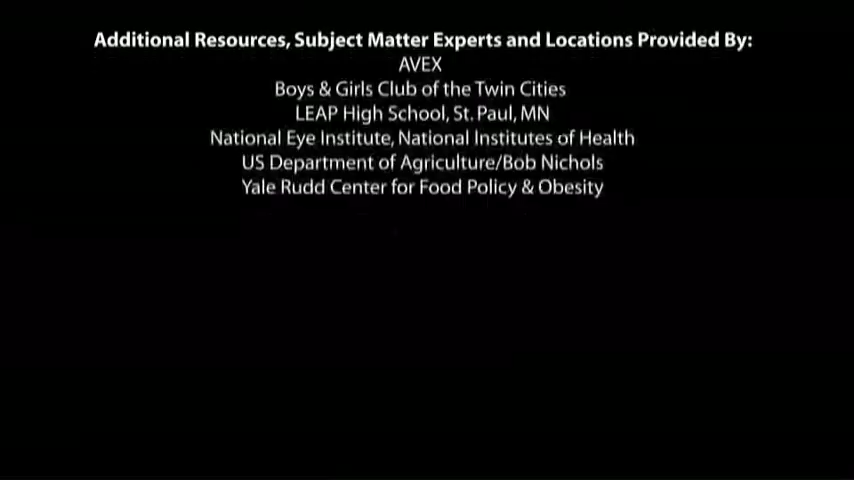 Additional Resources, Subject Matter Experts and Locations Provided By:
AVEX
Boys & Girls Club of the Twin Cities
LEAP High School, St. Paul, MN
National Eye Institute, National Institutes of Health
US Department of Agriculture/Bob Nichols
Yale Rudd Center for Food Policy & Obesity